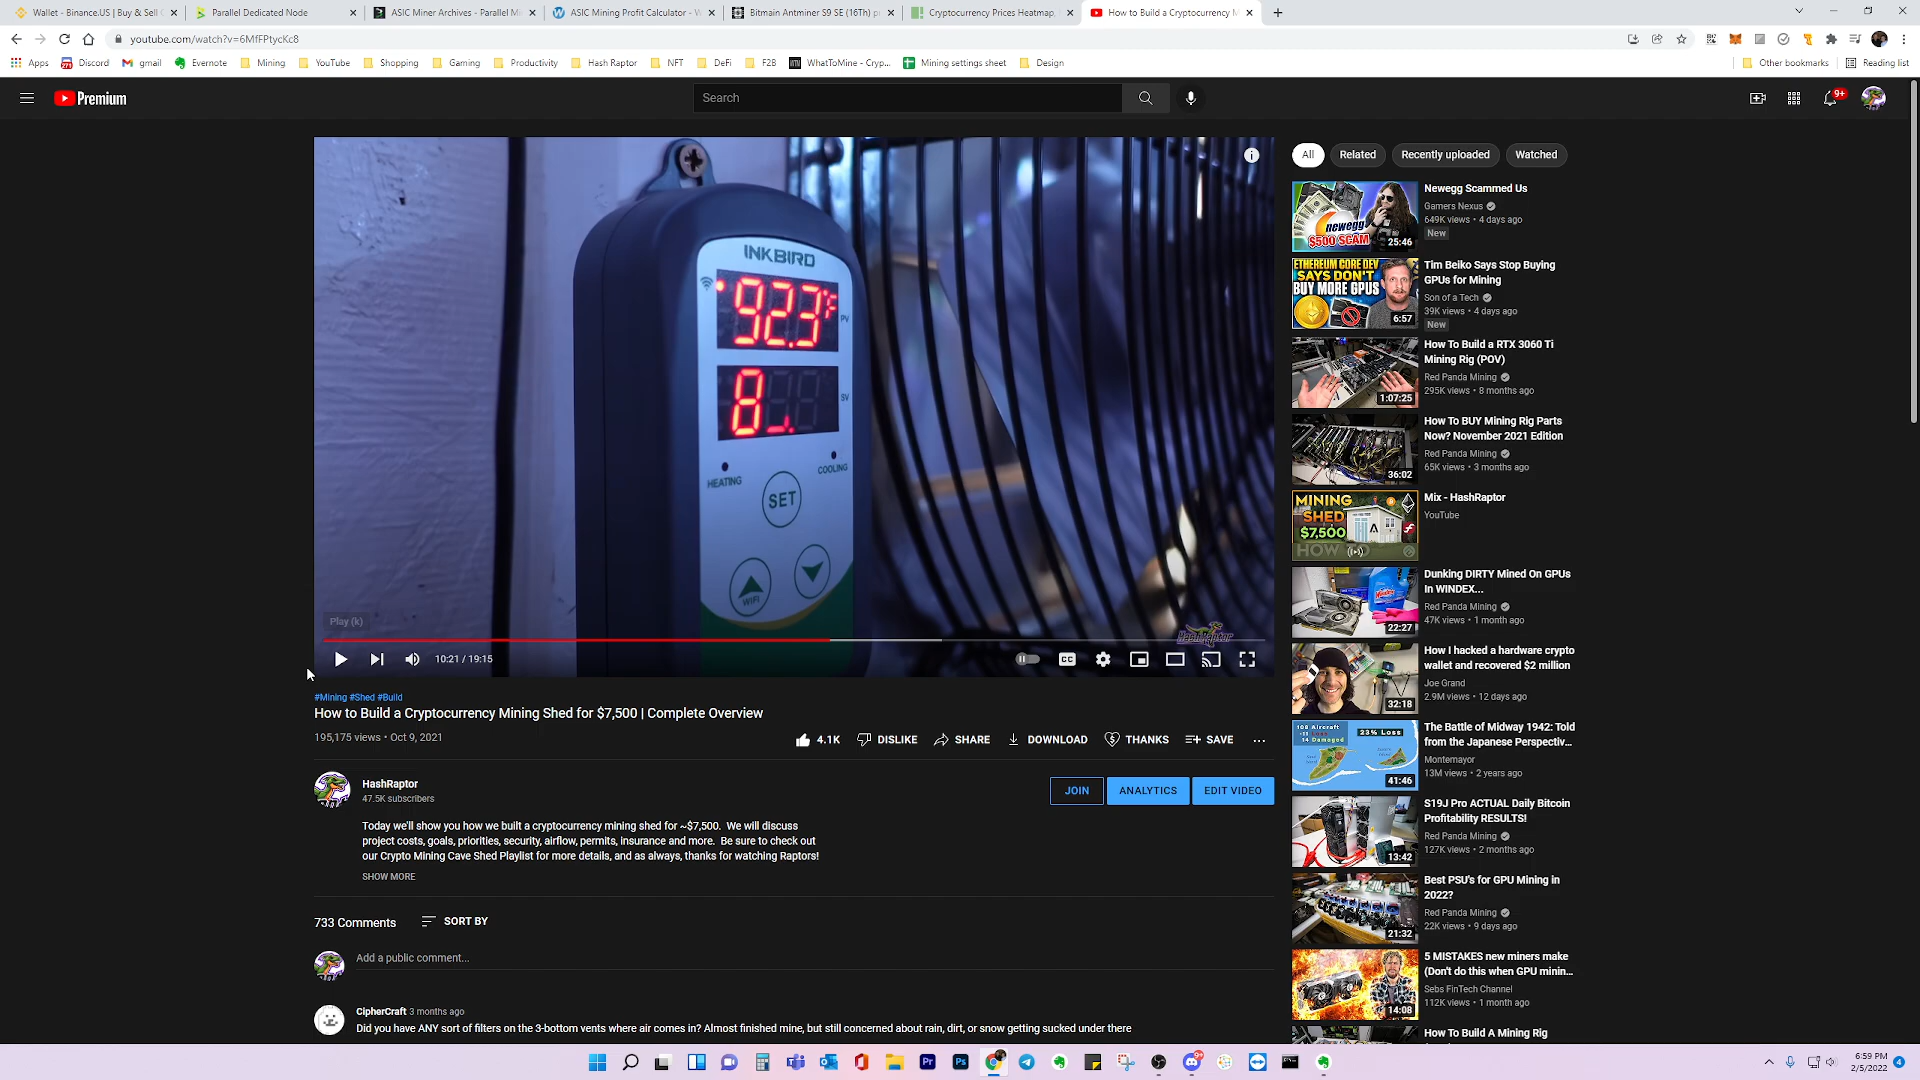 Wallet - Binance.US | Buy & Sell C
Parallel Dedicated Node
ASIC Miner Archives - Parallel Mi
ASIC Mining Profit Calculator - W
Bitmain Antminer S9 SE (16Th) p
Cryptocurrency Prices Heatmap,
How to Build a Cryptocurrency M
youtube.com/watch?v=6MfFPtycKc8
Apps Discord gmail Evernote Mining YouTube Shopping Gaming Productivity Hash Raptor NFT DeFi F2B WhatToMine - Cryp... Mining settings sheet Design Other bookmarks Reading list
Premium
Search
9+
INKBIRD
92.3°F
PV
8
SV
HEATING
COOLING
SET
WIFI
Play (k)
HashRaptor
10:21 / 19:15
CC
#Mining #Shed #Build
How to Build a Cryptocurrency Mining Shed for $7,500 | Complete Overview
195,175 views • Oct 9, 2021
4.1K DISLIKE SHARE DOWNLOAD THANKS SAVE ...
HashRaptor
47.5K subscribers
JOIN ANALYTICS EDIT VIDEO
Today we'll show you how we built a cryptocurrency mining shed for ~$7,500. We will discuss
project costs, goals, priorities, security, airflow, permits, insurance and more. Be sure to check out
our Crypto Mining Cave Shed Playlist for more details, and as always, thanks for watching Raptors!
SHOW MORE
733 Comments SORT BY
Add a public comment...
CipherCraft 3 months ago
Did you have ANY sort of filters on the 3-bottom vents where air comes in? Almost finished mine, but still concerned about rain, dirt, or snow getting sucked under there
All Related Recently uploaded Watched
newegg
$500 SCAM
25:46
Newegg Scammed Us
Gamers Nexus
649K views • 4 days ago
New
ETHEREUM CORE DEV
SAYS DON'T
BUY MORE GPUS
6:57
Tim Beiko Says Stop Buying
GPUs for Mining
Son of a Tech
39K views • 4 days ago
New
1:07:25
How To Build a RTX 3060 Ti
Mining Rig (POV)
Red Panda Mining
295K views • 8 months ago
36:02
How To BUY Mining Rig Parts
Now? November 2021 Edition
Red Panda Mining
65K views • 3 months ago
MINING
SHED
$7,500
HOW
Mix - HashRaptor
YouTube
22:27
Dunking DIRTY Mined On GPUs
In WINDEX...
Red Panda Mining
47K views • 1 month ago
32:18
How I hacked a hardware crypto
wallet and recovered $2 million
Joe Grand
2.9M views • 12 days ago
23% Loss
41:46
The Battle of Midway 1942: Told
from the Japanese Perspectiv...
Montemayor
13M views • 2 years ago
13:42
S19J Pro ACTUAL Daily Bitcoin
Profitability RESULTS!
Red Panda Mining
127K views • 2 months ago
21:32
Best PSU's for GPU Mining in
2022?
Red Panda Mining
22K views • 9 days ago
14:08
5 MISTAKES new miners make
(Don't do this when GPU minin...
Sebs FinTech Channel
112K views • 1 month ago
How To Build A Mining Rig
Pr
Ps
6:59 PM
2/5/2022
4